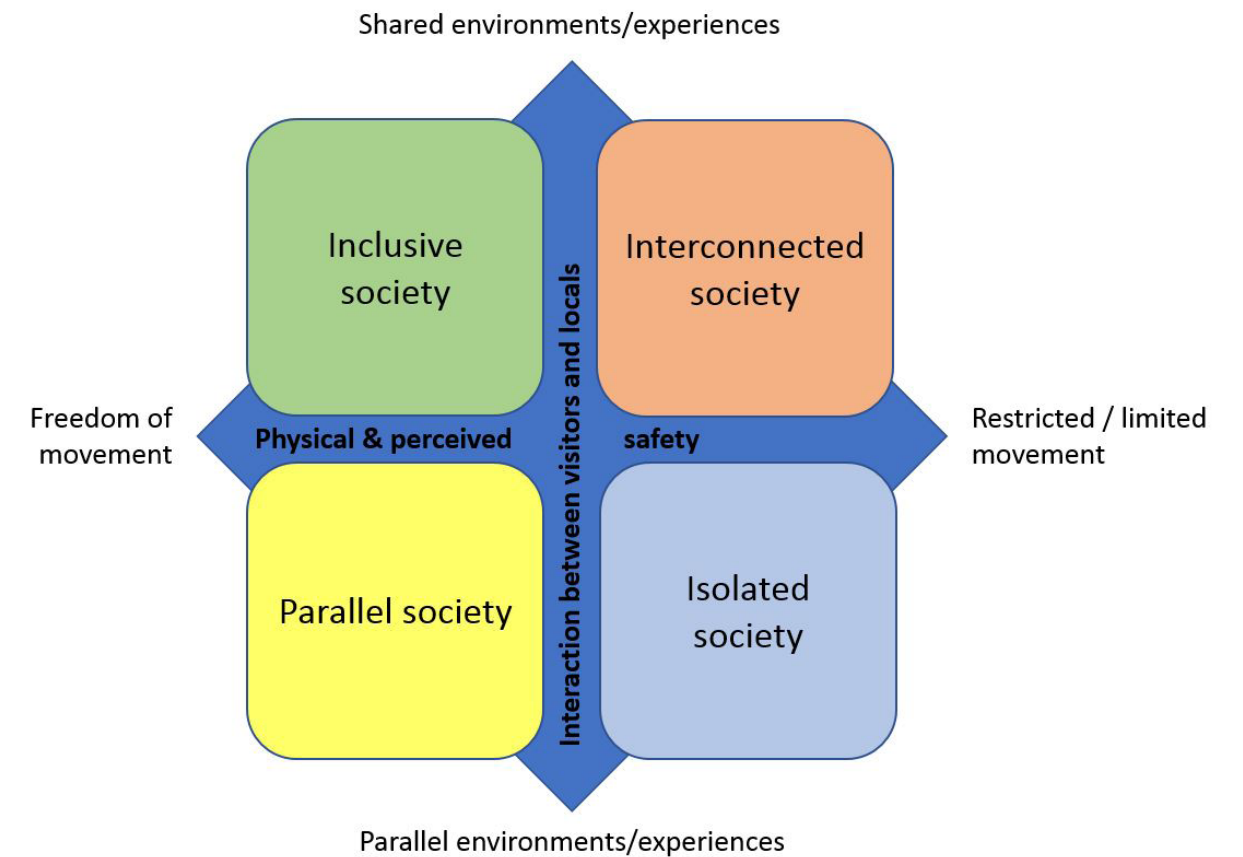 Shared environments/experiences
Inclusive
society
Interconnected
society
Freedom of
movement
Physical & perceived safety
Interaction between visitors and locals
Restricted / limited
movement
Parallel society
Isolated
society
Parallel environments/experiences